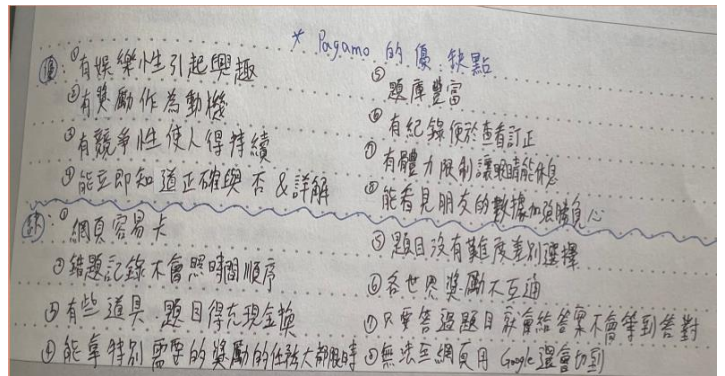 * Pagamo 的優.缺點
優:①有娛樂性引起興趣
②有獎勵作為動機
③有競爭性使人得持續
④能立即知道正確與否&詳解
⑤題庫豐富
⑥有紀錄便於查看訂正
⑦有體力限制讓眼睛能休息
⑧能看見朋友的數據加強勝負心
缺:①網頁容易卡
②錯題記錄不會照時間順序
③有些道具 題目得充現金換
④能拿特別需要的獎勵的任務大都限時
⑤題目沒有難度差別選擇
⑥各世界獎勵不互通
⑦只要答過題目就會給答案不會等到答對
⑧無法全網頁用 Google 還會切到